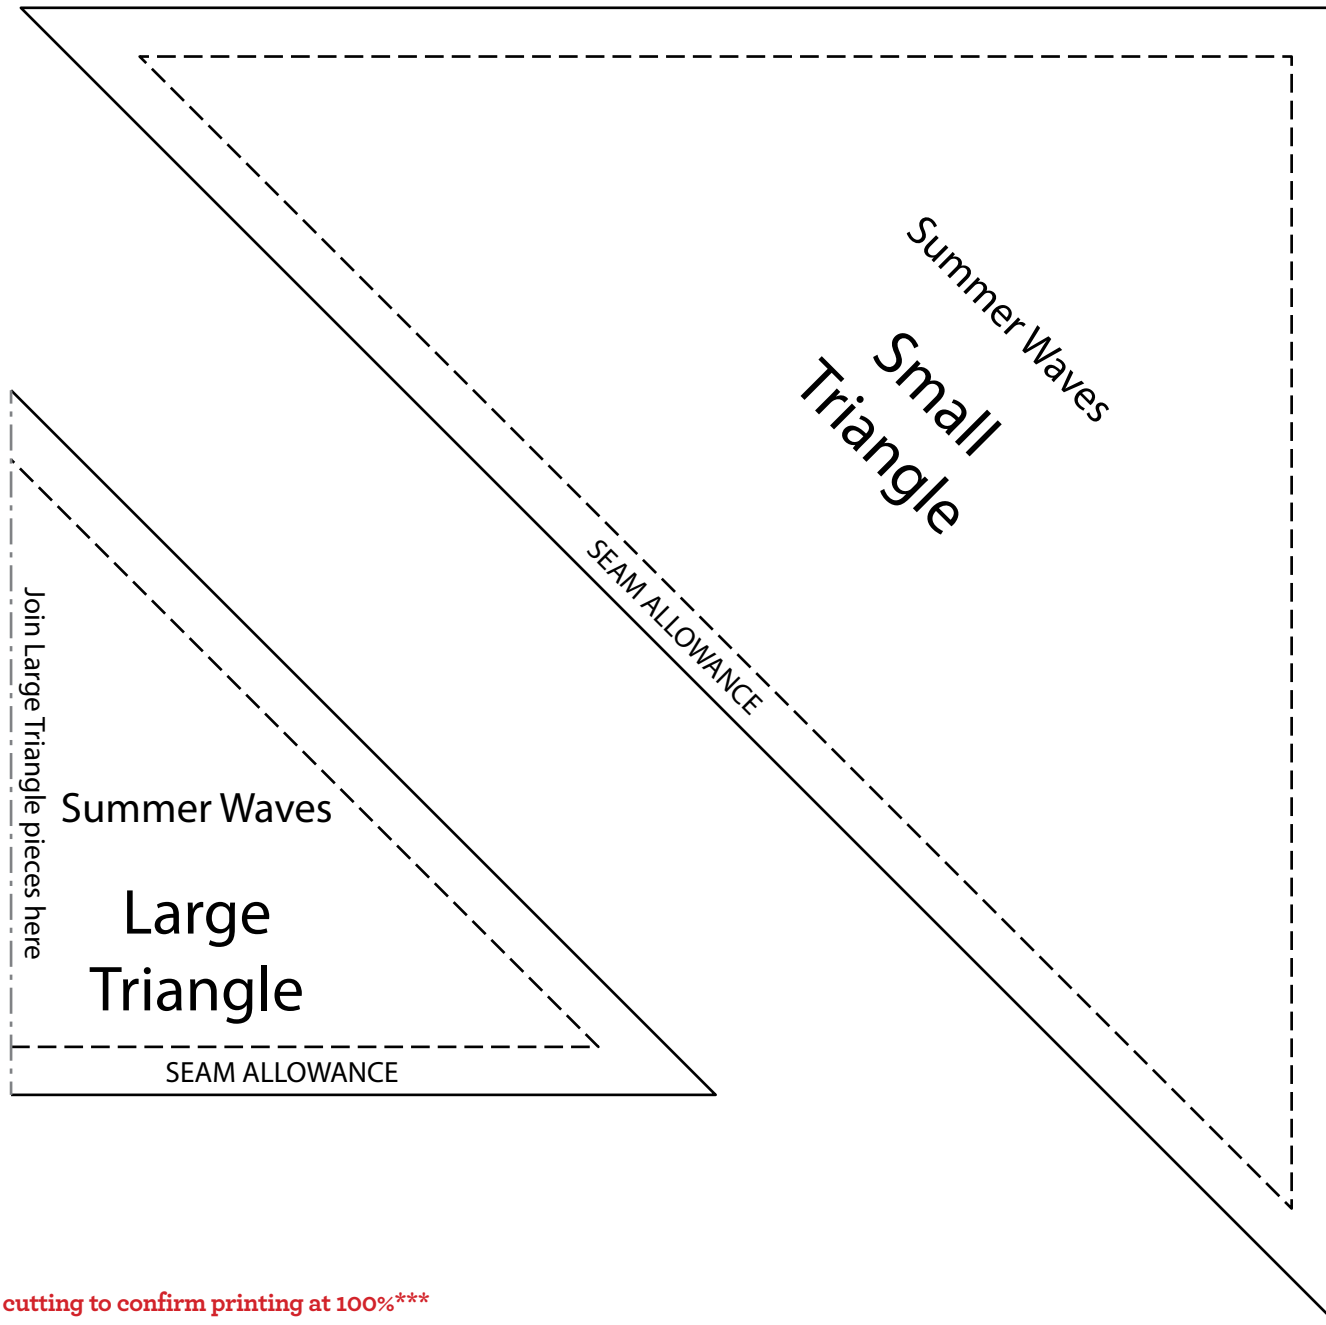 Summer Waves
Small
Triangle
SEAM ALLOWANCE
Join Large Triangle pieces here
Summer Waves
Large
Triangle
SEAM ALLOWANCE
cutting to confirm printing at 100%***